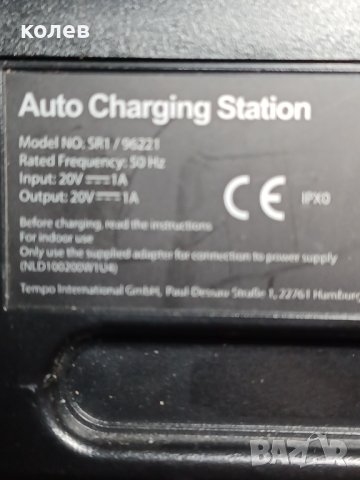 колев
Auto Charging Station
Model NO. SR1 / 96221
Rated Frequency: 50 Hz
Input: 20V⎓1A
Output: 20V⎓1A
CE
IPX0
Before charging, read the instructions
For indoor use
Only use the supplied adapter for connection to power supply
(NLD100200W1U4)
Tempo International GmbH, Paul Dessau Straße 1, 22761 Hamburg
BAZAR